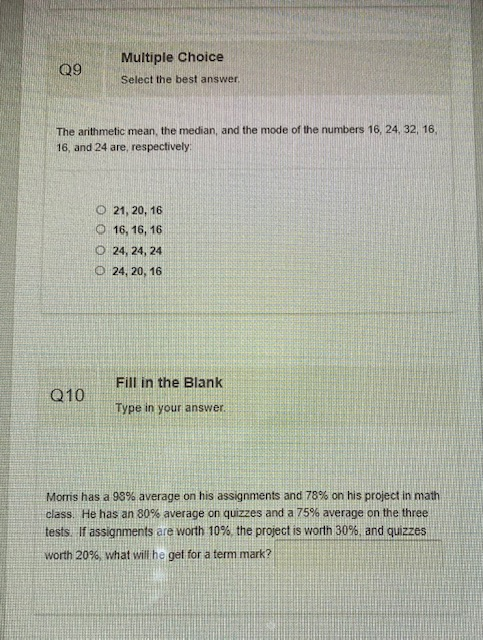 Q9
Multiple Choice
Select the best answer.
The arithmetic mean, the median, and the mode of the numbers 16, 24, 32, 16,
16, and 24 are, respectively:
21, 20, 16
16, 16, 16
24, 24, 24
24, 20, 16
Q10
Fill in the Blank
Type in your answer.
Morris has a 98% average on his assignments and 78% on his project in math
class. He has an 80% average on quizzes and a 75% average on the three
tests. If assignments are worth 10%, the project is worth 30%, and quizzes
worth 20%, what will he get for a term mark?